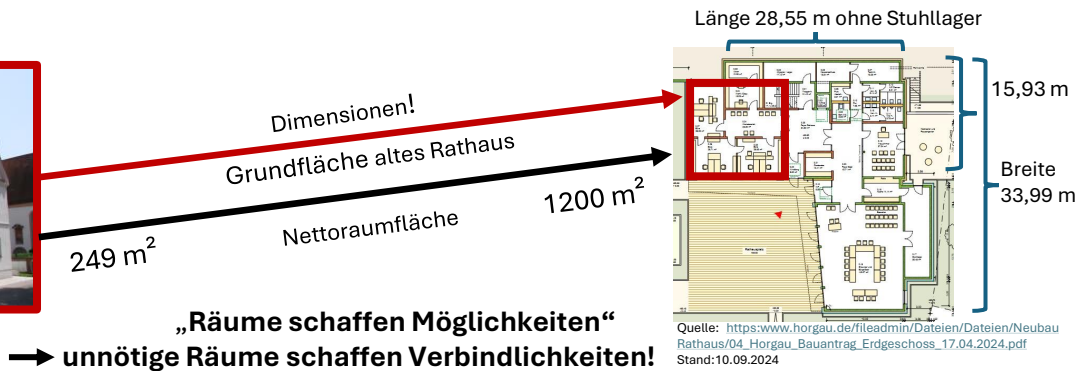 Länge 28,55 m ohne Stuhllager
15,93 m
Breite
33,99 m
Dimensionen!
Grundfläche altes Rathaus
249 m²
Nettoraumfläche
1200 m²
„Räume schaffen Möglichkeiten“
unnötige Räume schaffen Verbindlichkeiten!
Quelle: https:www.horgau.de/fileadmin/Dateien/Dateien/Neubau
Rathaus/04_Horgau_Bauantrag_Erdgeschoss_17.04.2024.pdf
Stand:10.09.2024